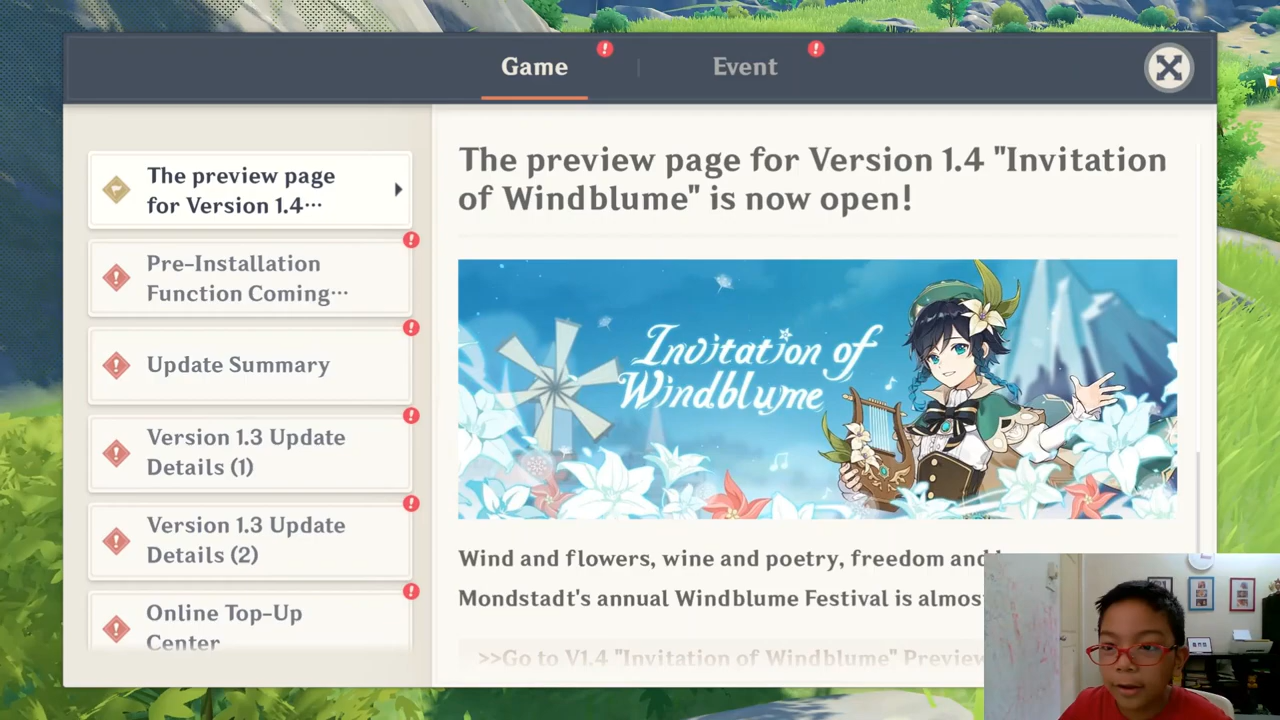 Game
Event
The preview page
for Version 1.4···
Pre-Installation
Function Coming···
Update Summary
Version 1.3 Update
Details (1)
Version 1.3 Update
Details (2)
Online Top-Up
Center
The preview page for Version 1.4 "Invitation
of Windblume" is now open!
Invitation of
Windblume
Wind and flowers, wine and poetry, freedom and
Mondstadt's annual Windblume Festival is
>>Go to V1.4 "Invitation of Windblume" Preview